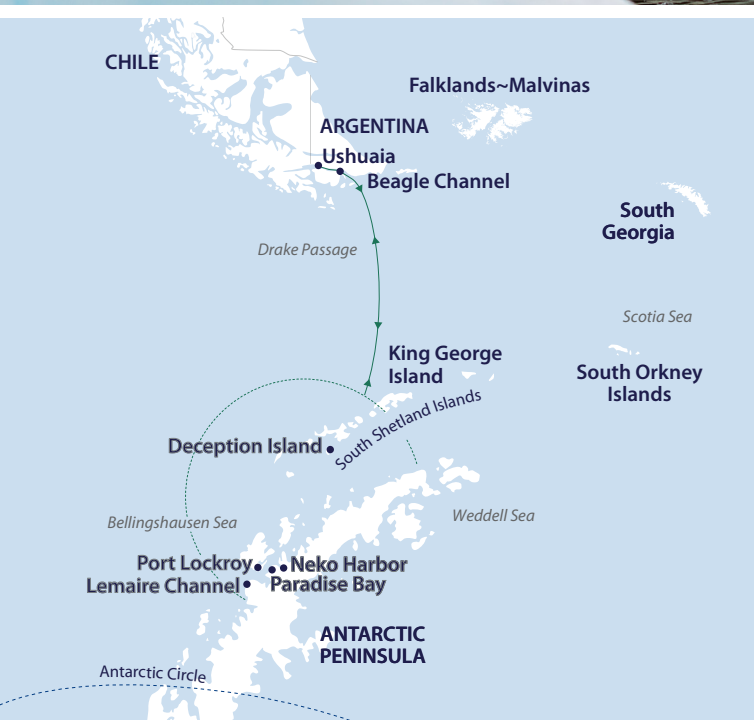 CHILE
Falklands~Malvinas
ARGENTINA
Ushuaia
Beagle Channel
South
Georgia
Drake Passage
Scotia Sea
King George
Island
South Orkney
Islands
South Shetland Islands
Deception Island
Bellingshausen Sea
Weddell Sea
Port Lockroy
Neko Harbor
Lemaire Channel
Paradise Bay
ANTARCTIC
PENINSULA
Antarctic Circle